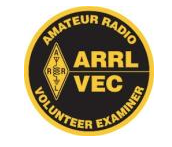 AMATEUR RADIO
ARRL
VEC
VOLUNTEER EXAMINER